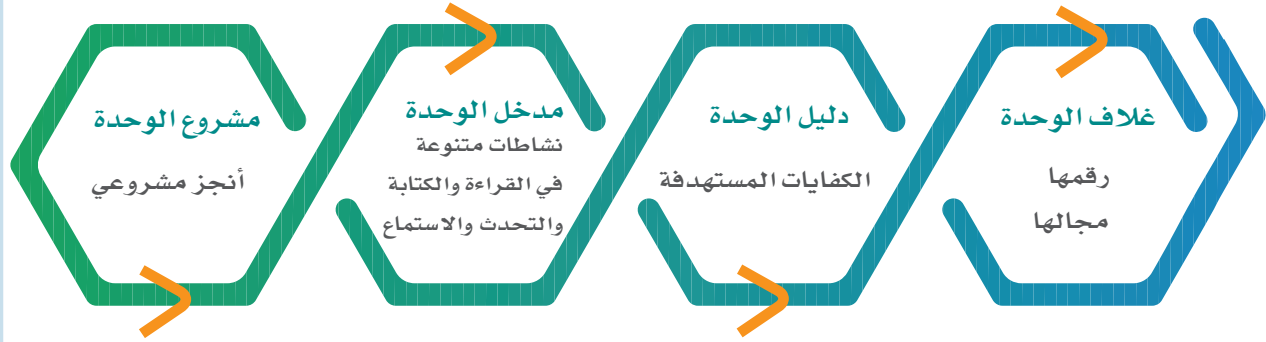 غلاف الوحدة
رقمها
مجالها
دليل الوحدة
الكفايات المستهدفة
مدخل الوحدة
نشاطات متنوعة
في القراءة والكتابة
والتحدث والاستماع
مشروع الوحدة
أنجز مشروعي